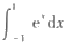 ∫_{-1}^{1} e^x dx